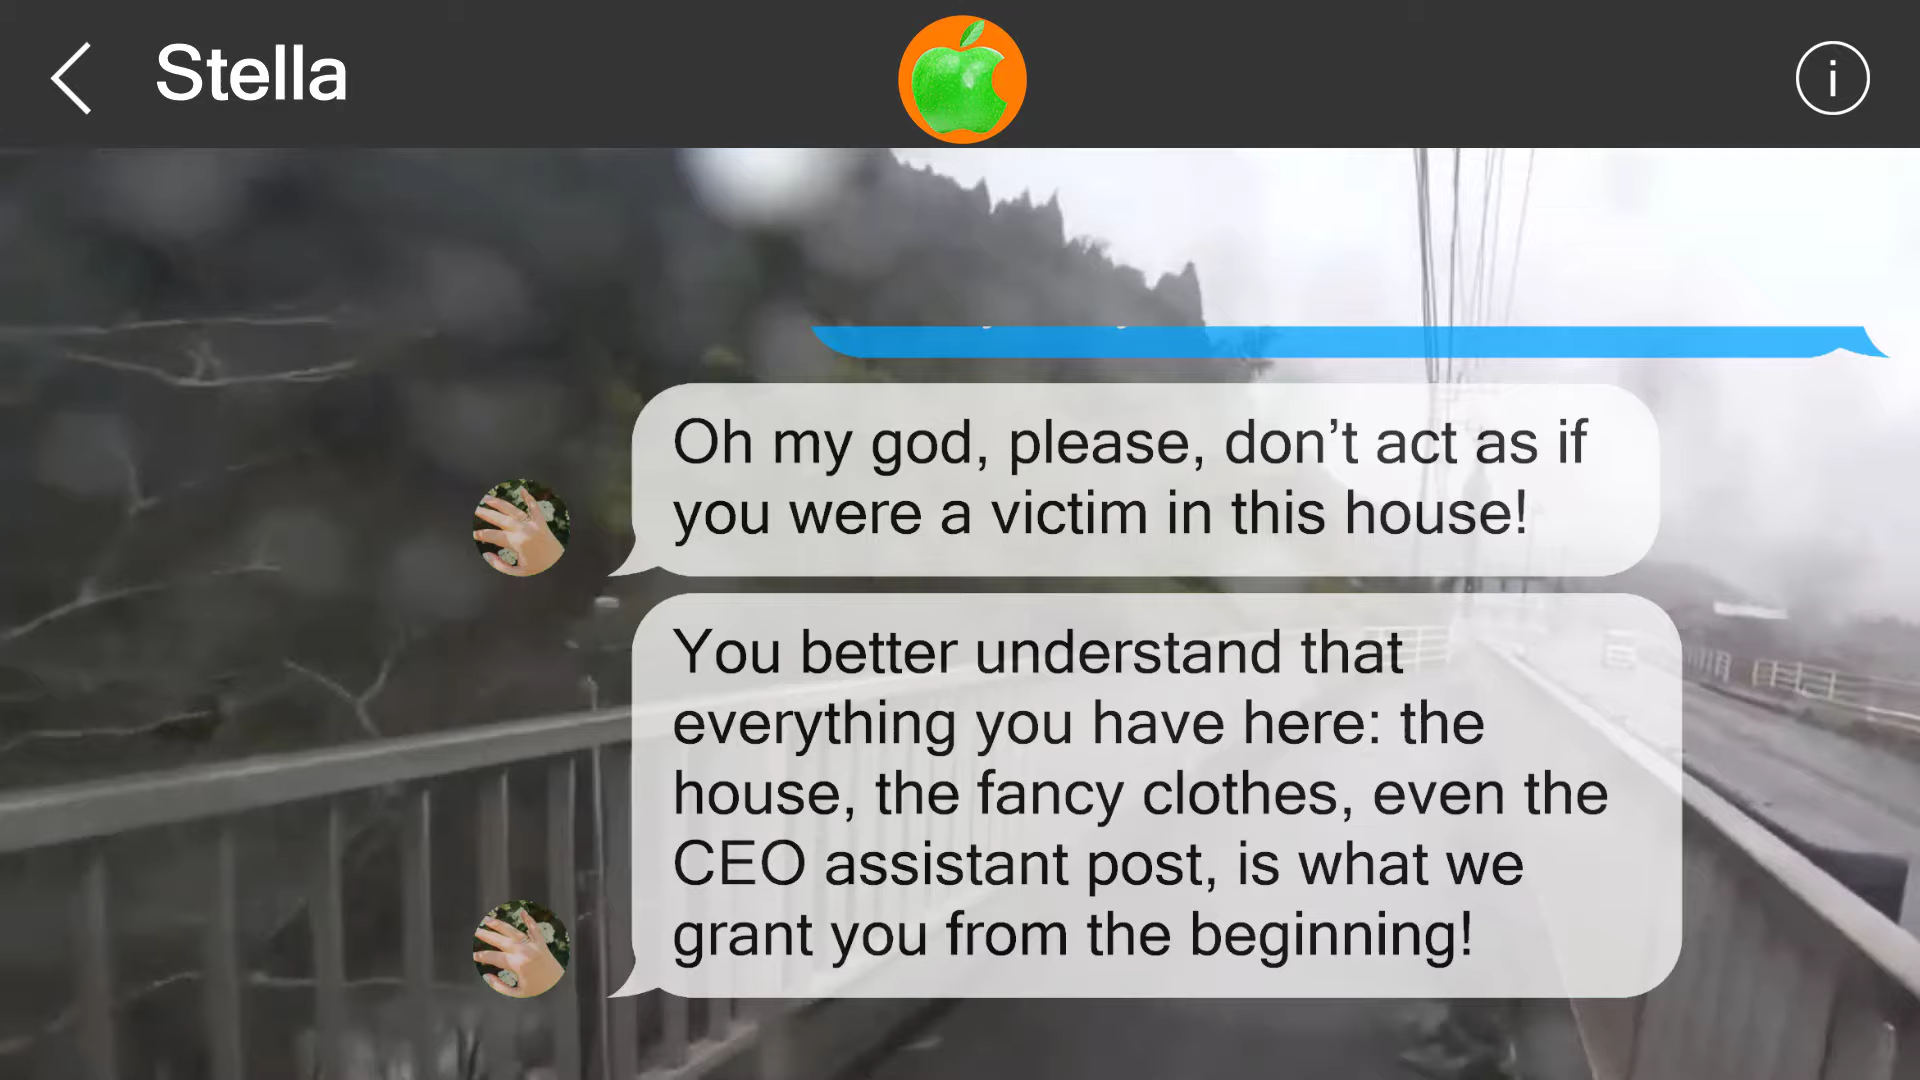 Stella
Oh my god, please, don’t act as if
you were a victim in this house!
You better understand that
everything you have here: the
house, the fancy clothes, even the
CEO assistant post, is what we
grant you from the beginning!